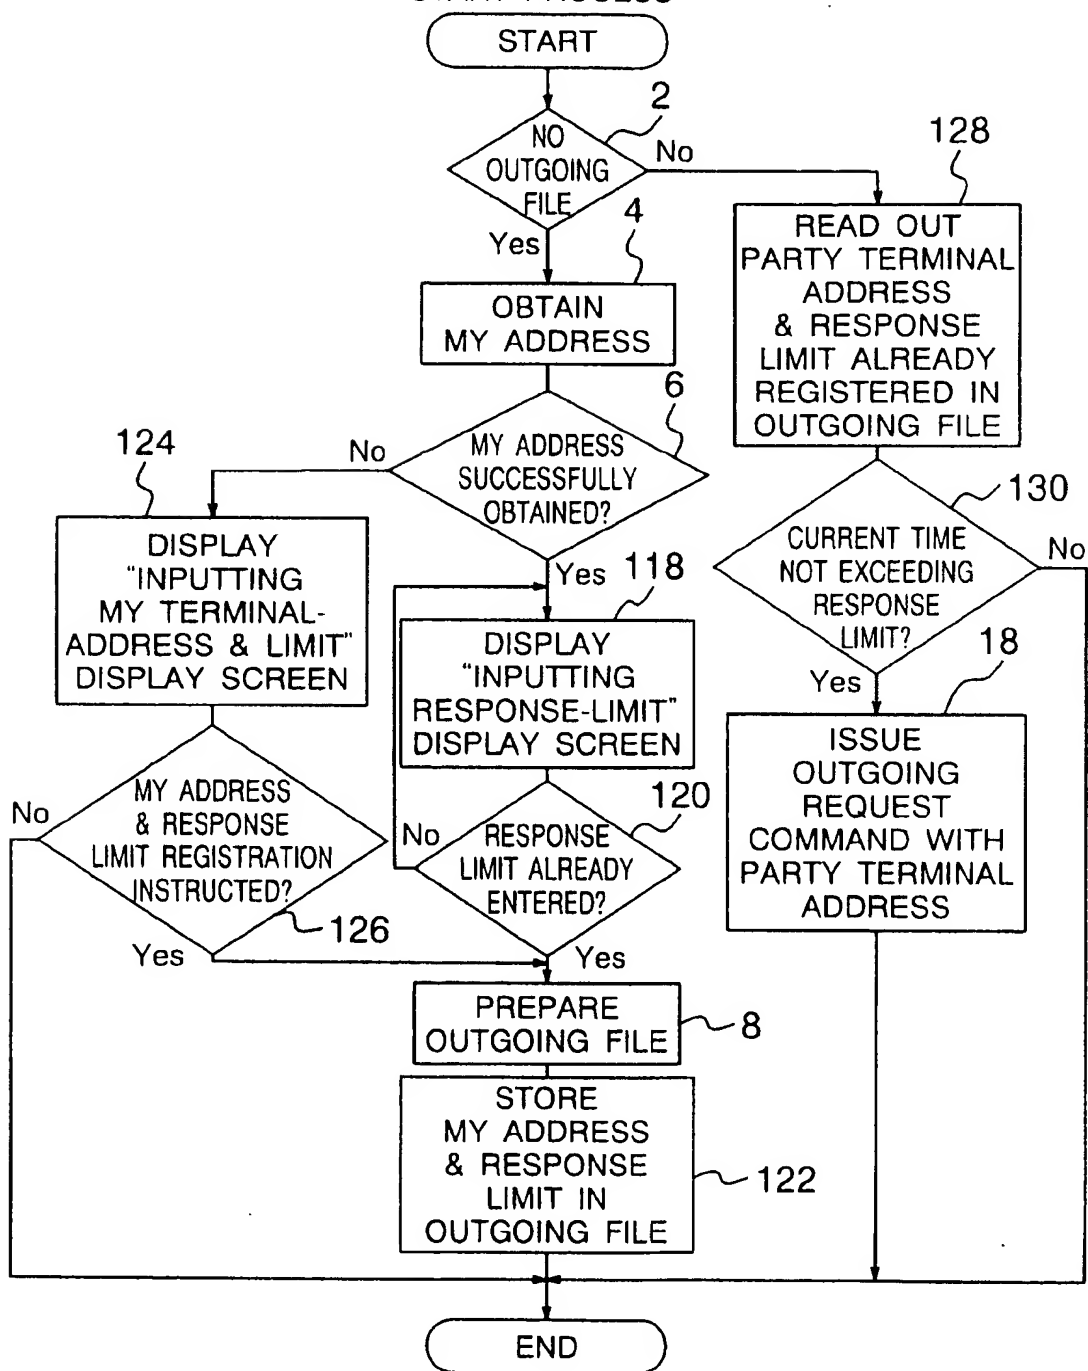 START
2
NO
OUTGOING
FILE
No
Yes
4
OBTAIN
MY ADDRESS
6
MY ADDRESS
SUCCESSFULLY
OBTAINED?
No
Yes
124
DISPLAY
"INPUTTING
MY TERMINAL-
ADDRESS & LIMIT"
DISPLAY SCREEN
118
DISPLAY
"INPUTTING
RESPONSE-LIMIT"
DISPLAY SCREEN
MY ADDRESS
& RESPONSE
LIMIT REGISTRATION
INSTRUCTED?
No
126
Yes
120
RESPONSE
LIMIT ALREADY
ENTERED?
No
Yes
PREPARE
OUTGOING FILE
8
STORE
MY ADDRESS
& RESPONSE
LIMIT IN
OUTGOING FILE
122
128
READ OUT
PARTY TERMINAL
ADDRESS
& RESPONSE
LIMIT ALREADY
REGISTERED IN
OUTGOING FILE
130
CURRENT TIME
NOT EXCEEDING
RESPONSE
LIMIT?
No
Yes
18
ISSUE
OUTGOING
REQUEST
COMMAND WITH
PARTY TERMINAL
ADDRESS
END